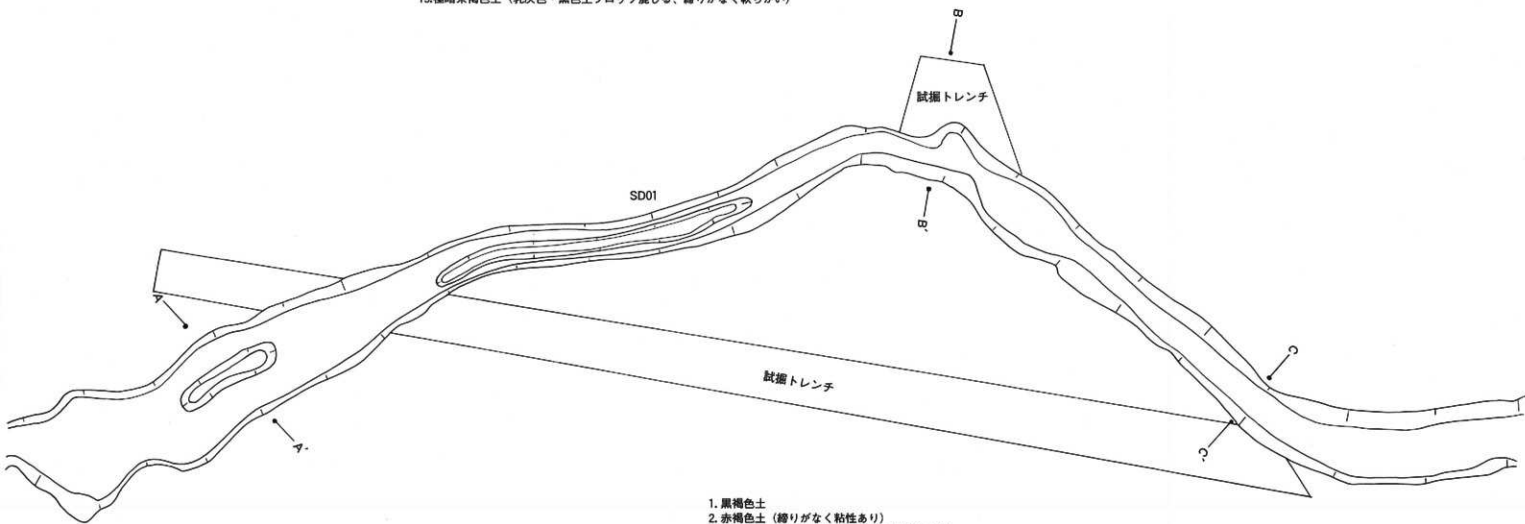 B
試掘トレンチ
SD01
B′
A
C
試掘トレンチ
A′
C′
1. 黒褐色土
2. 赤褐色土（締りがなく粘性あり）